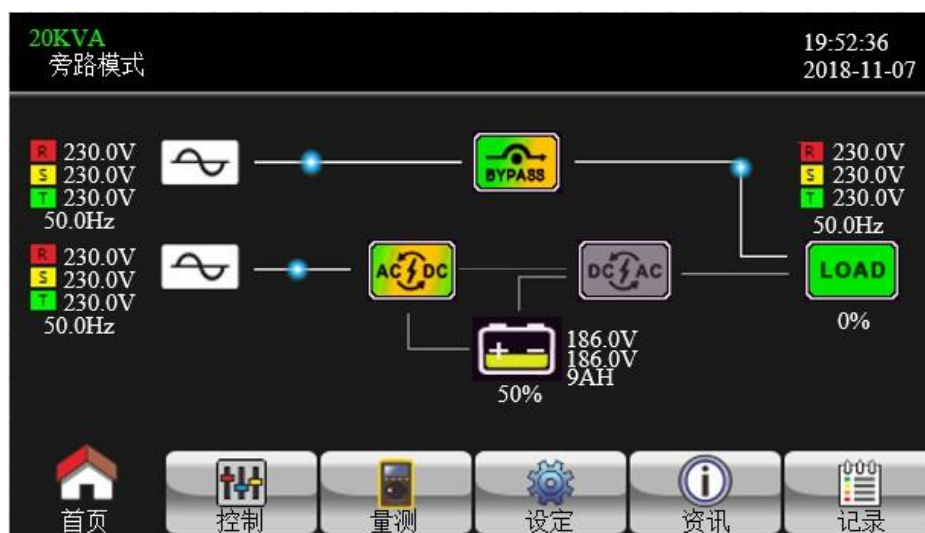 20KVA
旁路模式
19:52:36
2018-11-07
R 230.0V
S 230.0V
T 230.0V
50.0Hz
BYPASS
R 230.0V
S 230.0V
T 230.0V
50.0Hz
R 230.0V
S 230.0V
T 230.0V
50.0Hz
AC DC
DC AC
LOAD
0%
+ −
186.0V
186.0V
9AH
50%
首页
控制
量测
设定
资讯
记录